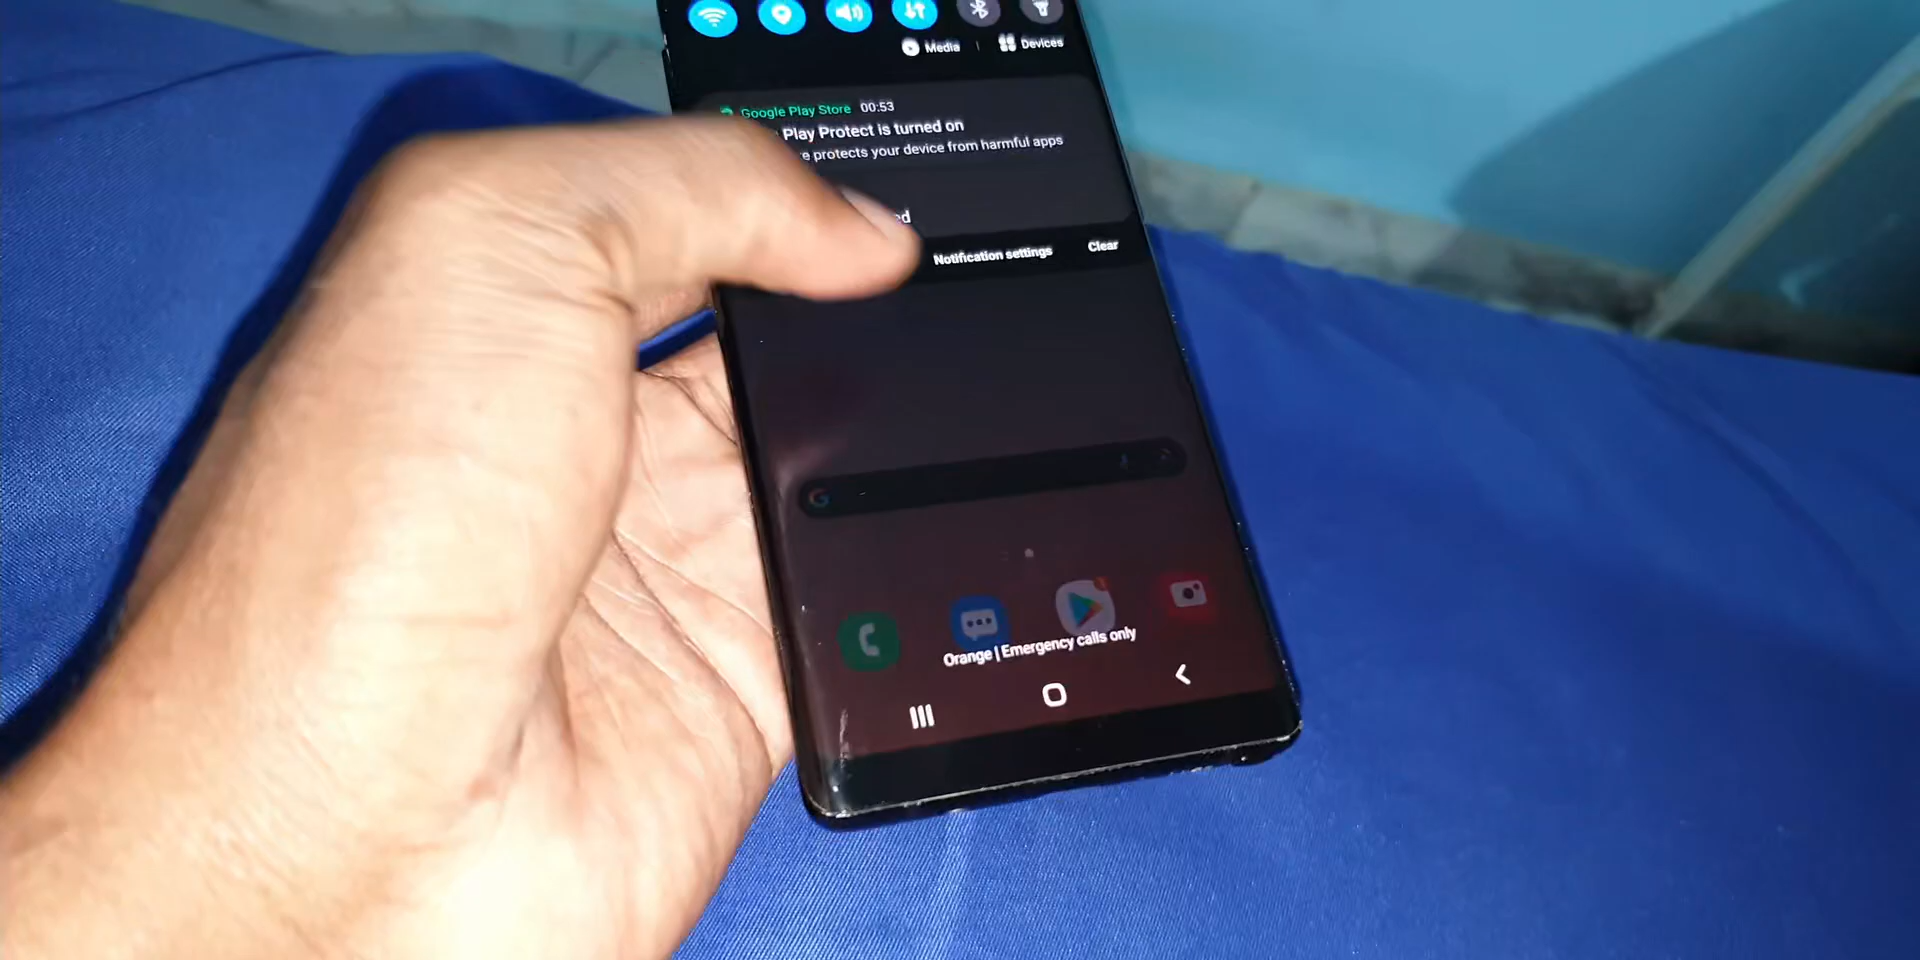 Media | Devices
Google Play Store 00:53
Play Protect is turned on
protects your device from harmful apps
Notification settings
Clear
G
Orange | Emergency calls only